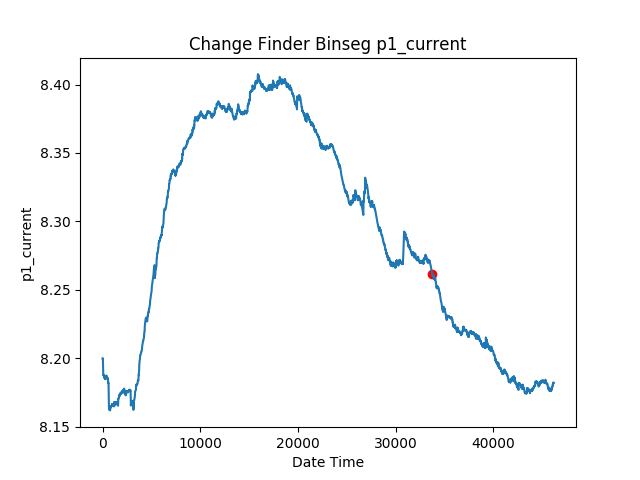 Change Finder Binseg p1_current
8.40
8.35
8.30
8.25
8.20
8.15
p1_current
0 10000 20000 30000 40000
Date Time